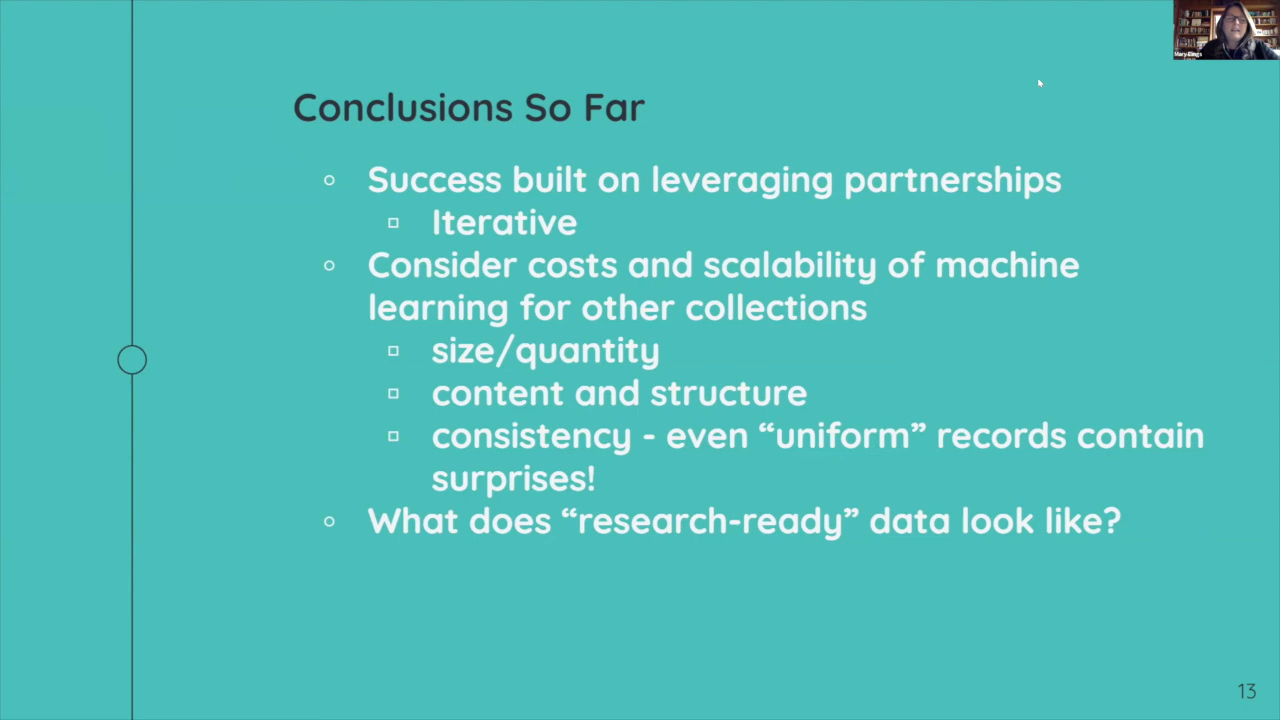 Mary Elings
Conclusions So Far
Success built on leveraging partnerships
Iterative
Consider costs and scalability of machine
learning for other collections
size/quantity
content and structure
consistency - even “uniform” records contain
surprises!
What does “research-ready” data look like?
13